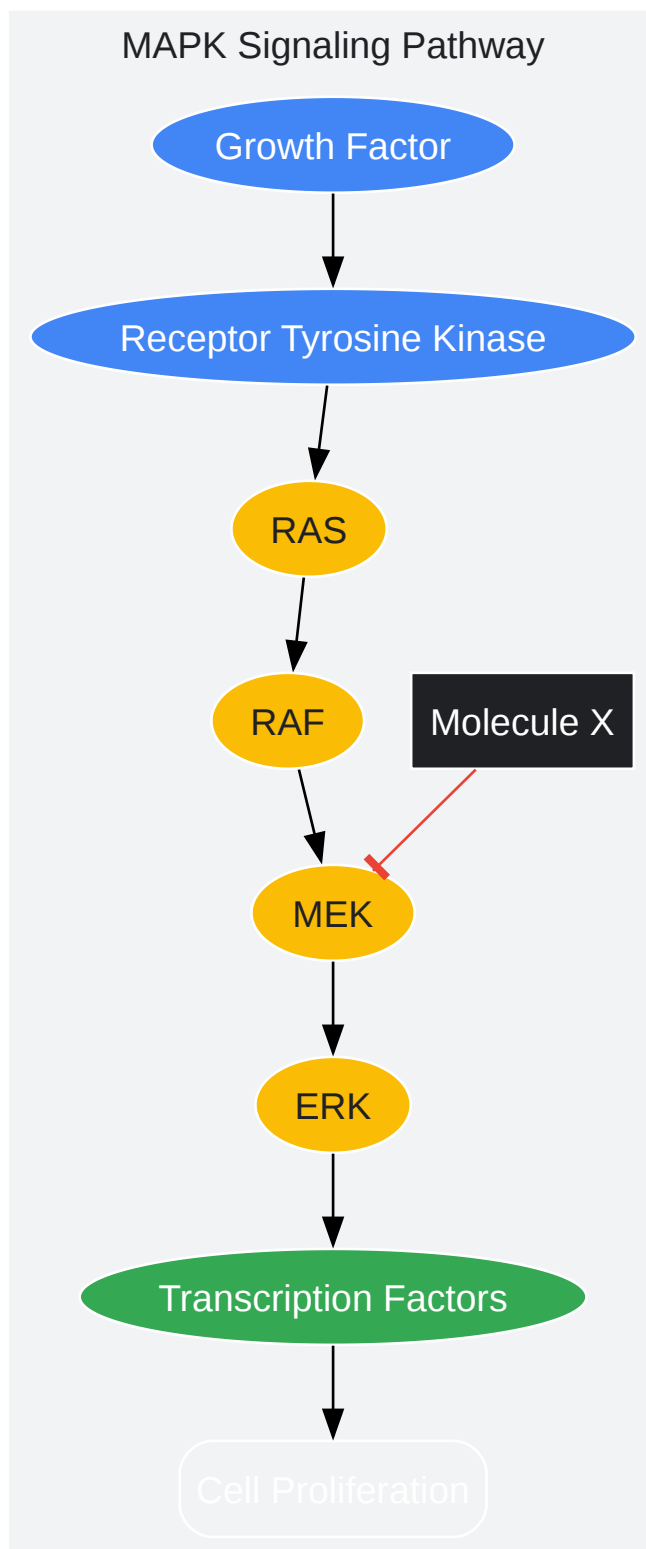 MAPK Signaling Pathway
Growth Factor
Receptor Tyrosine Kinase
RAS
RAF
Molecule X
MEK
ERK
Transcription Factors
Cell Proliferation